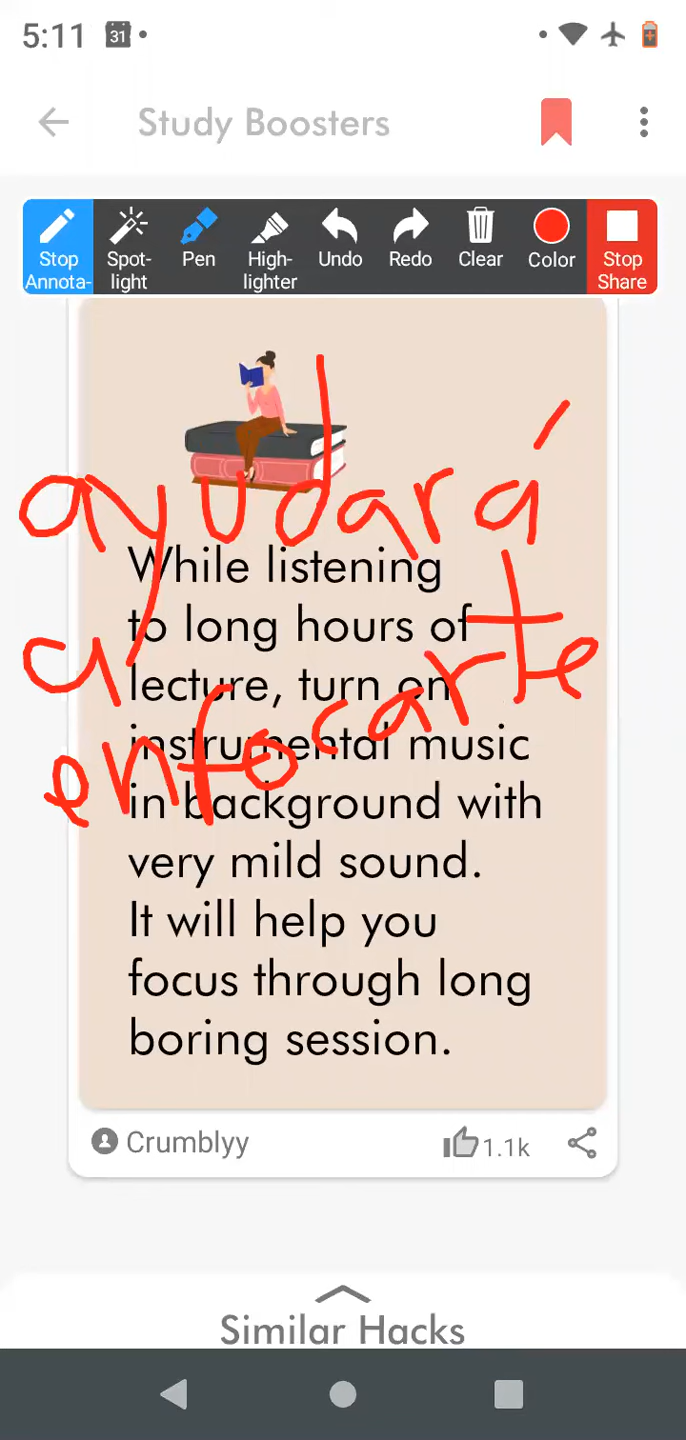 5:11 31
Study Boosters
Stop Annota- Spot-light Pen High-lighter Undo Redo Clear Color Stop Share
ayudará
a
enfocarte
While listening
to long hours of
lecture, turn on
instrumental music
in background with
very mild sound.
It will help you
focus through long
boring session.
Crumblyy 1.1k
Similar Hacks